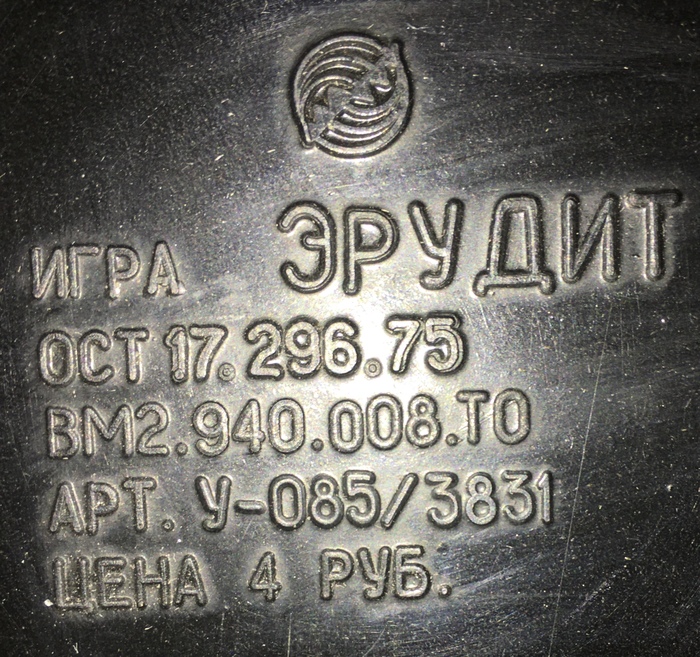 ИГРА ЭРУДИТ
ОСТ 17.296.75
ВМ2.940.008.ТО
АРТ. У-085/3831
ЦЕНА 4 РУБ.